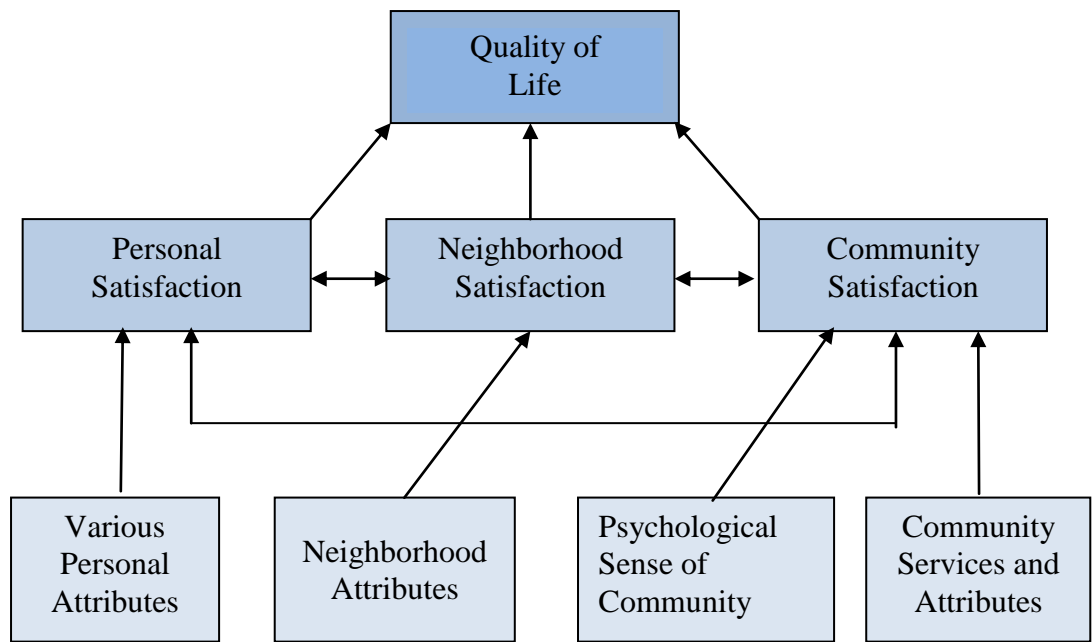 Quality of
Life
Personal
Satisfaction
Neighborhood
Satisfaction
Community
Satisfaction
Various
Personal
Attributes
Neighborhood
Attributes
Psychological
Sense of
Community
Community
Services and
Attributes